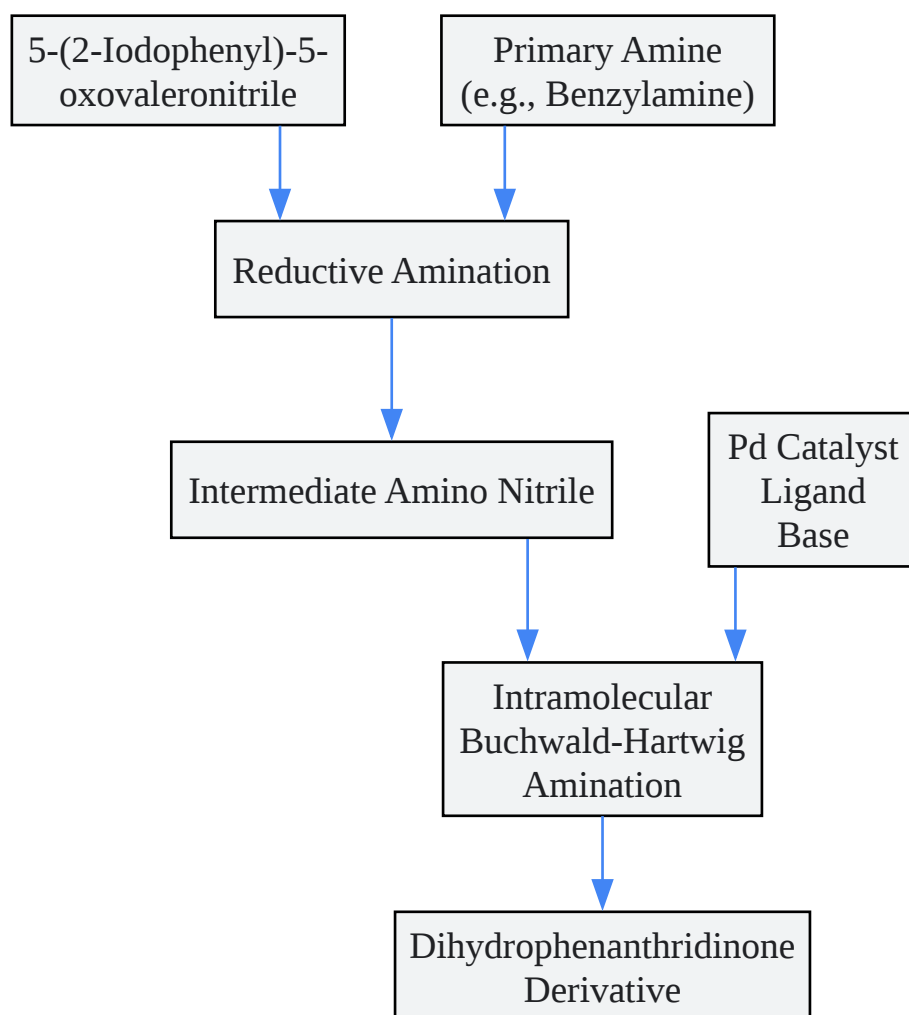 5-(2-Iodophenyl)-5-
oxovaleronitrile
Primary Amine
(e.g., Benzylamine)
Reductive Amination
Intermediate Amino Nitrile
Pd Catalyst
Ligand
Base
Intramolecular
Buchwald-Hartwig
Amination
Dihydrophenanthridinone
Derivative